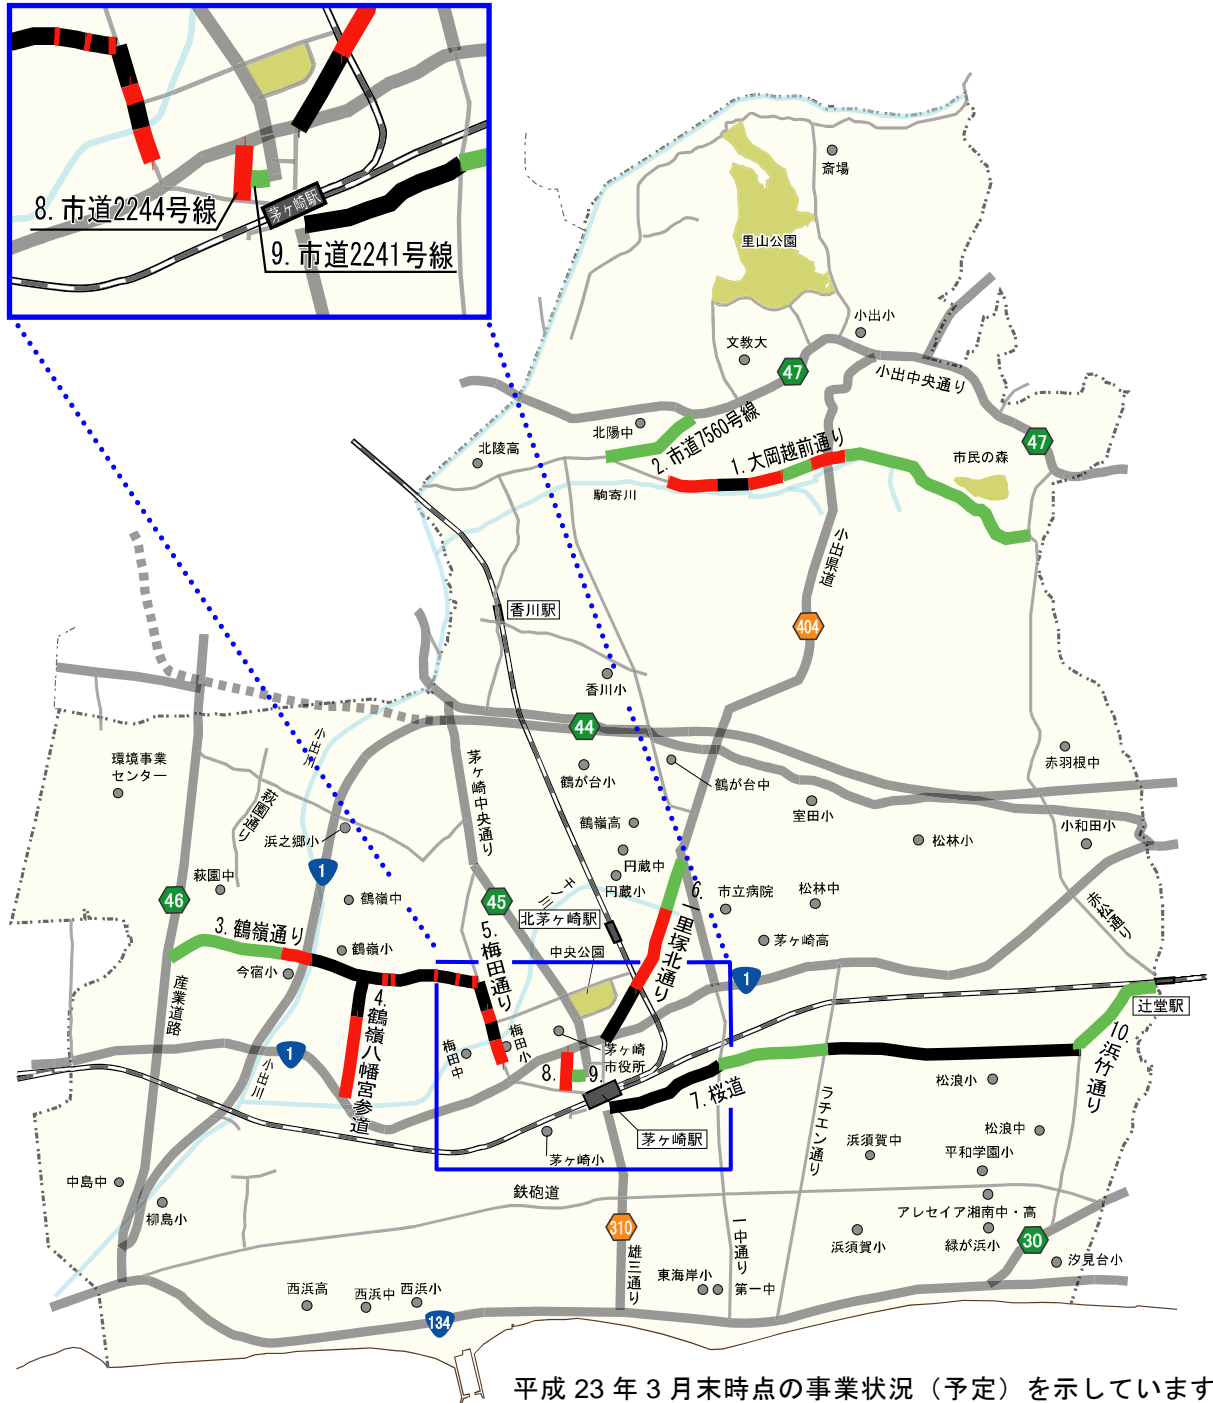 8. 市道2244号線
茅ヶ崎駅
9. 市道2241号線
斎場
里山公園
小出小
文教大
47
小出中央通り
北陽中
2. 市道7560号線
1. 大岡越前通り
47
北陵高
市民の森
駒寄川
小出県道
香川駅
404
香川小
小出川
44
環境事業
センター
茅ヶ崎中央通り
鶴が台小
鶴が台中
赤羽根中
萩園通り
浜之郷小
鶴嶺高
室田小
松林小
小和田小
1
円蔵中
円蔵小
萩園中
46
鶴嶺中
45
千ノ川
6. 一里塚北通り
市立病院
松林中
赤松通り
3. 鶴嶺通り
北茅ヶ崎駅
5. 梅田通り
鶴嶺小
中央公園
茅ヶ崎高
今宿小
1
産業道路
4. 鶴嶺八幡宮参道
辻堂駅
梅田小
梅田中
茅ヶ崎
市役所
10. 浜竹通り
1
小出川
8.
9.
7. 桜道
松浪小
ラチエン通り
茅ヶ崎駅
浜須賀中
松浪中
茅ヶ崎小
平和学園小
中島中
鉄砲道
柳島小
アレセイア湘南中・高
310
一中通り
浜須賀小
緑が浜小
30
雄三通り
汐見台小
東海岸小
第一中
西浜高
西浜中
西浜小
134
平成 23 年 3 月末時点の事業状況（予定）を示しています